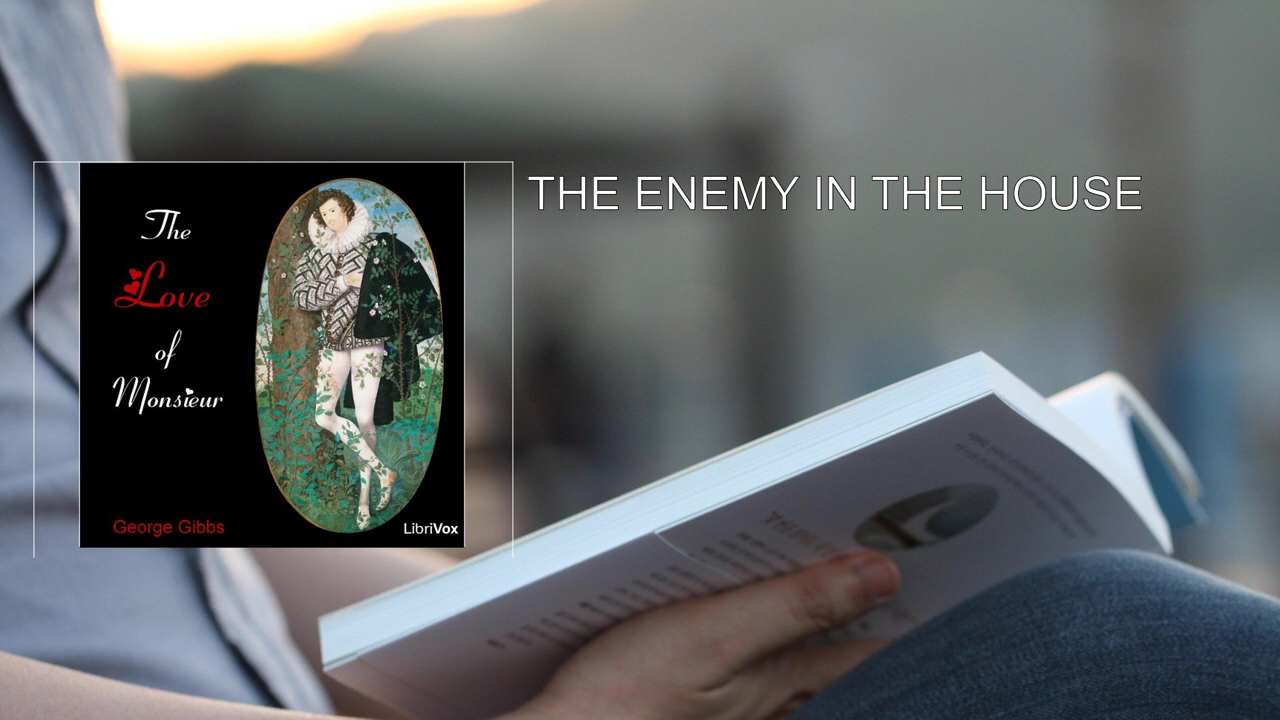 The
Love
of
Monsieur
George Gibbs
LibriVox
THE ENEMY IN THE HOUSE